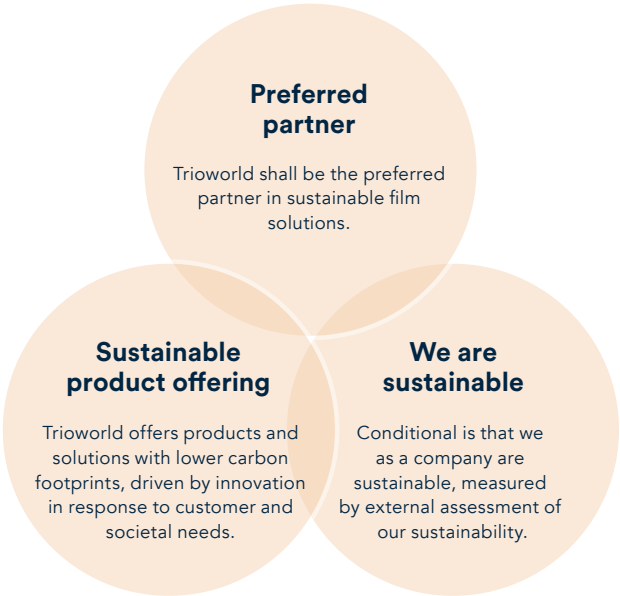 Preferred
partner
Trioworld shall be the preferred
partner in sustainable film
solutions.
Sustainable
product offering
Trioworld offers products and
solutions with lower carbon
footprints, driven by innovation
in response to customer and
societal needs.
We are
sustainable
Conditional is that we
as a company are
sustainable, measured
by external assessment of
our sustainability.